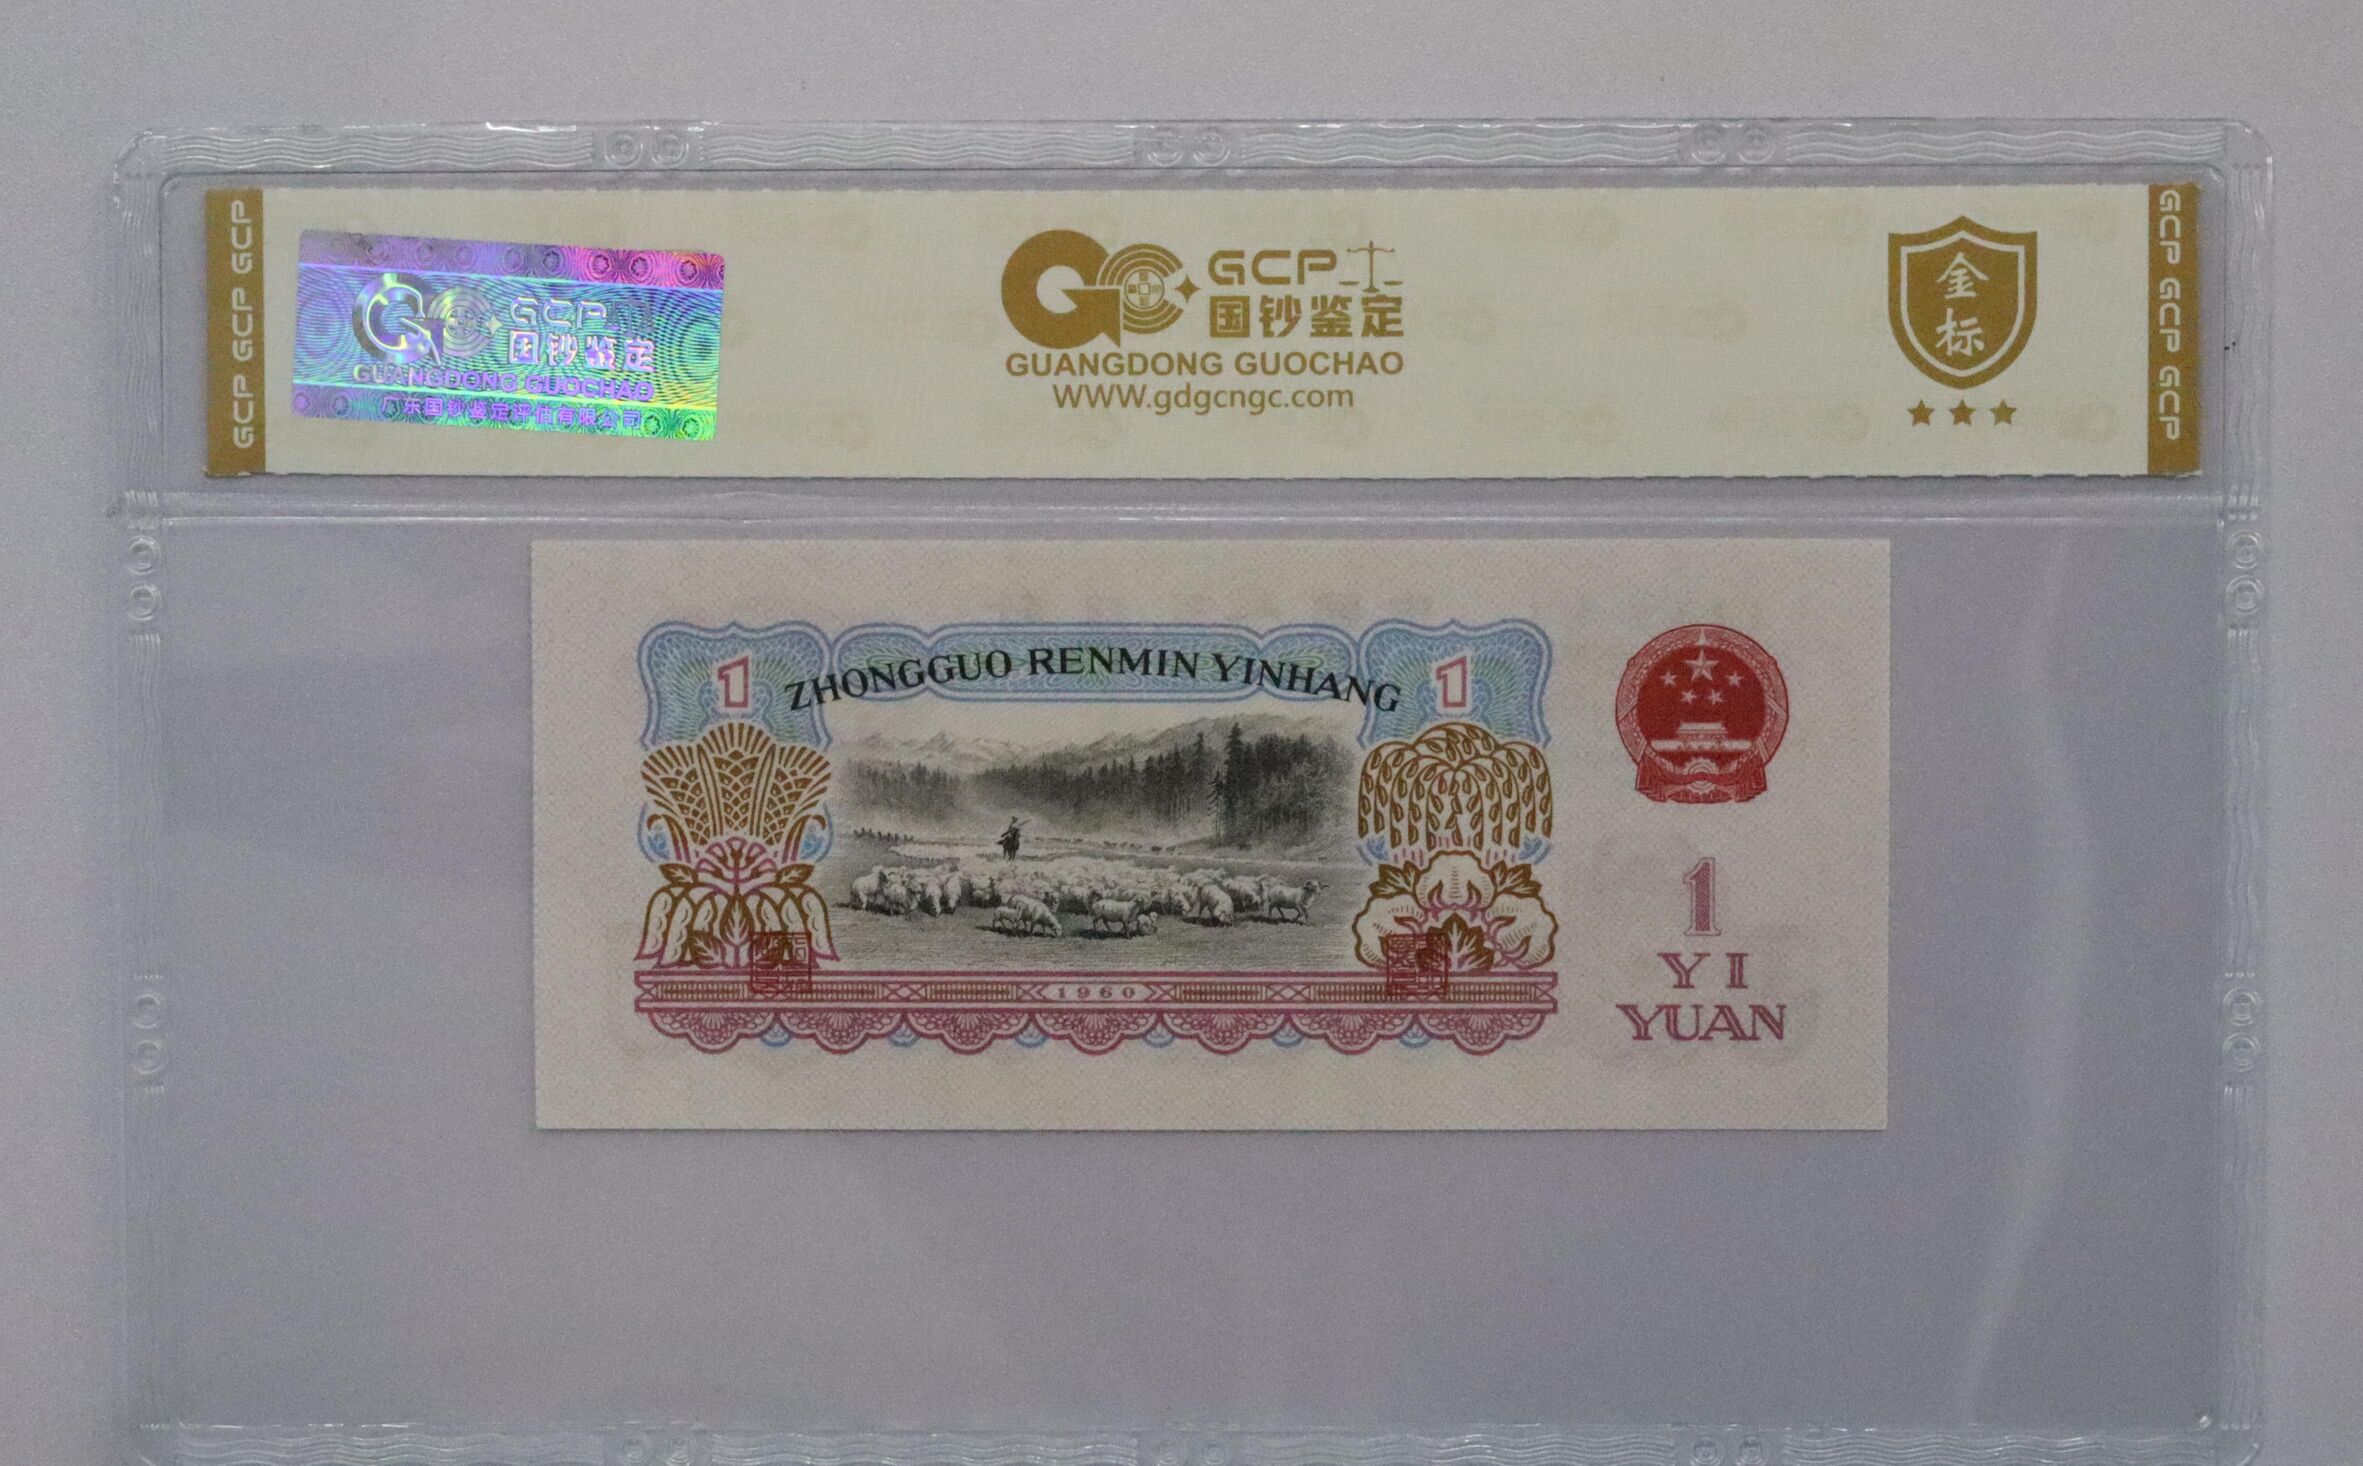 GCP GCP GCP
GCP
国钞鉴定
GUANGDONG GUOCHAO
广东国钞鉴定评估有限公司
GCP
国钞鉴定
GUANGDONG GUOCHAO
WWW.gdgcngc.com
金
标
GCP GCP GCP
ZHONGGUO RENMIN YINHANG
1
1
1960
1
YI
YUAN